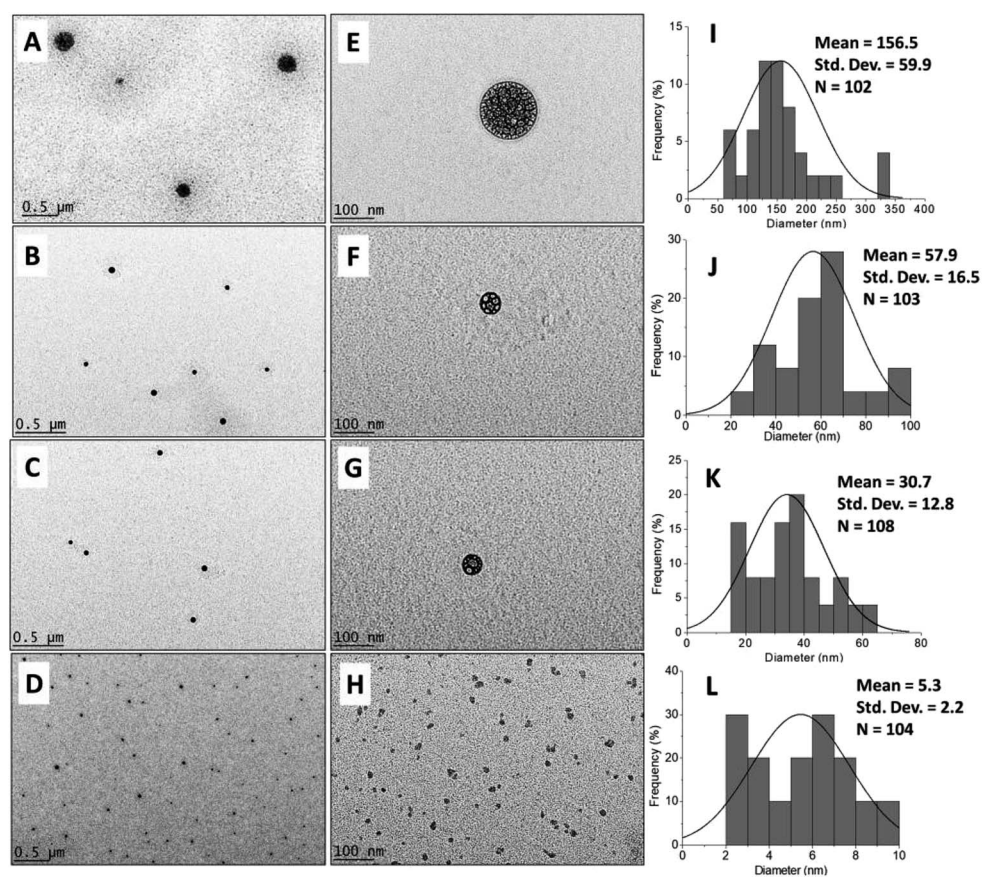 A
0.5 µm
E
100 nm
I
Mean = 156.5
Std. Dev. = 59.9
N = 102
Frequency (%)
15
10
5
0
0 50 100 150 200 250 300 350 400
Diameter (nm)
B
0.5 µm
F
100 nm
J
Mean = 57.9
Std. Dev. = 16.5
N = 103
Frequency (%)
30
20
10
0
0 20 40 60 80 100
Diameter (nm)
C
0.5 µm
G
100 nm
K
Mean = 30.7
Std. Dev. = 12.8
N = 108
Frequency (%)
25
20
15
10
5
0
0 20 40 60 80
Diameter (nm)
D
0.5 µm
H
100 nm
L
Mean = 5.3
Std. Dev. = 2.2
N = 104
Frequency (%)
40
30
20
10
0
0 2 4 6 8 10
Diameter (nm)